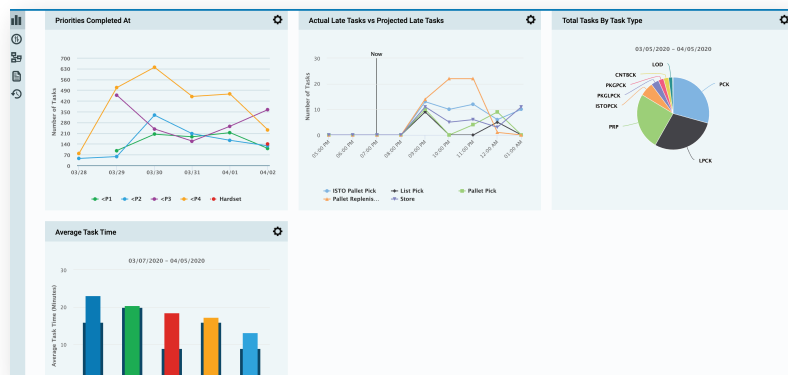 Priorities Completed At
Number of Tasks
700
630
560
490
420
350
280
210
140
70
0
03/28
03/29
03/30
03/31
04/01
04/02
<P1
<P2
<P3
<P4
Hardset
Actual Late Tasks vs Projected Late Tasks
Now
Number of Tasks
30
20
10
0
05:00 PM
06:00 PM
07:00 PM
08:00 PM
09:00 PM
10:00 PM
11:00 PM
12:00 AM
01:00 AM
ISTO Pallet Pick
List Pick
Pallet Pick
Pallet Replenis...
Store
Total Tasks By Task Type
03/05/2020 - 04/05/2020
LOD
CNTBCK
PKGPCK
PKGLPCK
ISTOPCK
PRF
PCK
LPCK
Average Task Time
03/07/2020 - 04/05/2020
Average Task Time (Minutes)
30
20
10